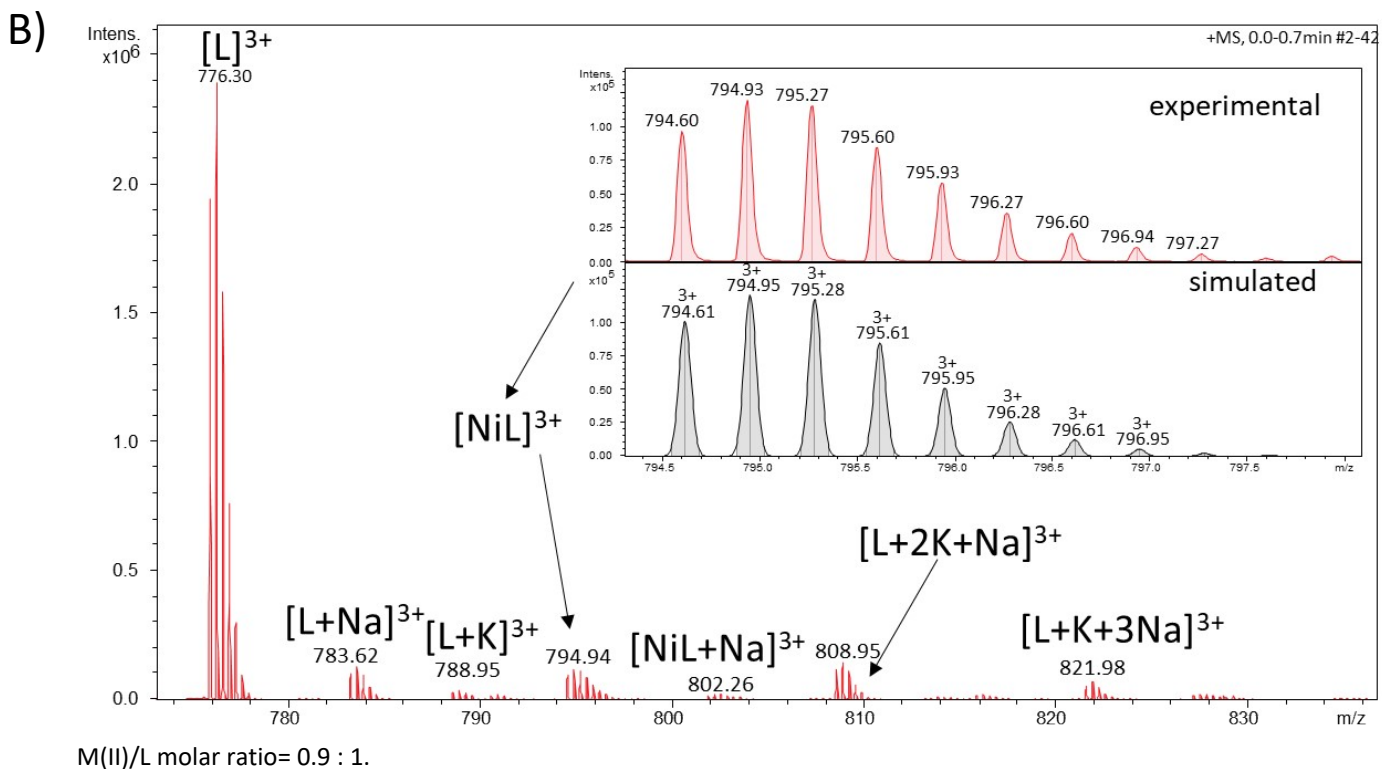 B)
Intens.
x10⁶
+MS, 0.0-0.7min #2-42
[L]³⁺
776.30
2.0
1.5
1.0
0.5
0.0
Intens.
x10⁵
1.00
0.75
0.50
0.25
0.00
experimental
794.60
794.93
795.27
795.60
795.93
796.27
796.60
796.94
797.27
x10⁵
1.00
0.75
0.50
0.25
0.00
simulated
3+
794.61
3+
794.95
3+
795.28
3+
795.61
3+
795.95
3+
796.28
3+
796.61
3+
796.95
794.5 795.0 795.5 796.0 796.5 797.0 797.5 m/z
[NiL]³⁺
[L+2K+Na]³⁺
[L+Na]³⁺
783.62
[L+K]³⁺
788.95
794.94
[NiL+Na]³⁺
802.26
808.95
[L+K+3Na]³⁺
821.98
780 790 800 810 820 830 m/z
M(II)/L molar ratio= 0.9 : 1.